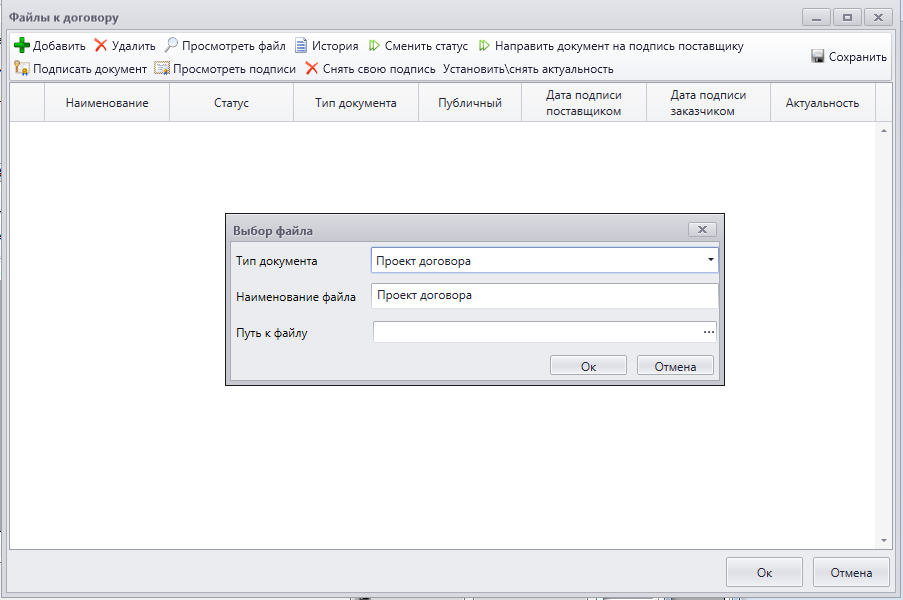 Файлы к договору
Добавить Удалить Просмотреть файл История Сменить статус Направить документ на подпись поставщику
Подписать документ Просмотреть подписи Снять свою подпись Установить\снять актуальность
Сохранить
Наименование Статус Тип документа Публичный Дата подписи поставщиком Дата подписи заказчиком Актуальность
Выбор файла
Тип документа Проект договора
Наименование файла Проект договора
Путь к файлу ...
Ок Отмена
Ок Отмена